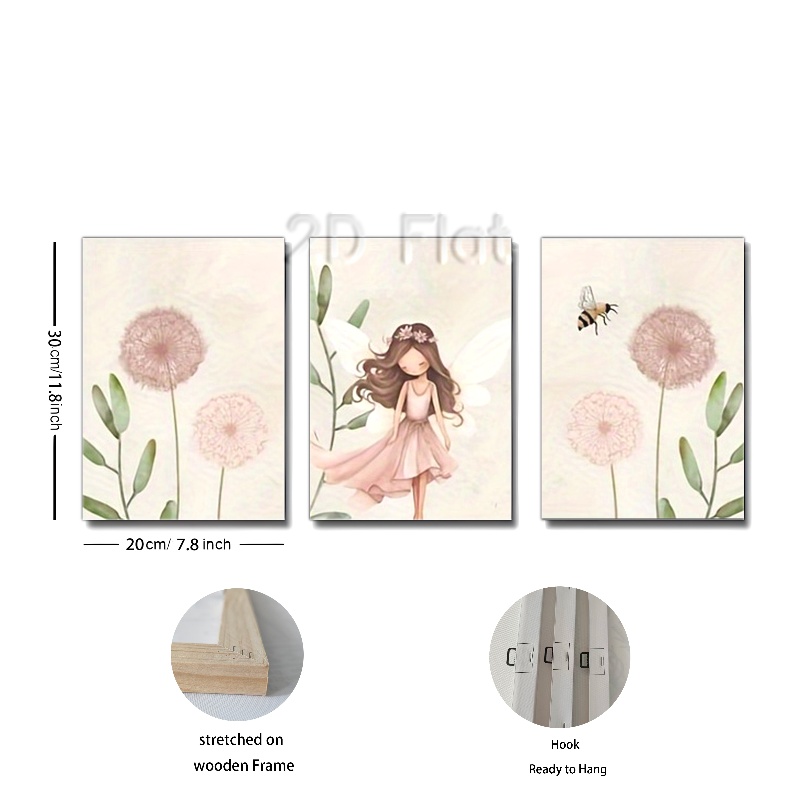 2D Flat
30cm/11.8inch
20cm/ 7.8 inch
stretched on
wooden Frame
Hook
Ready to Hang